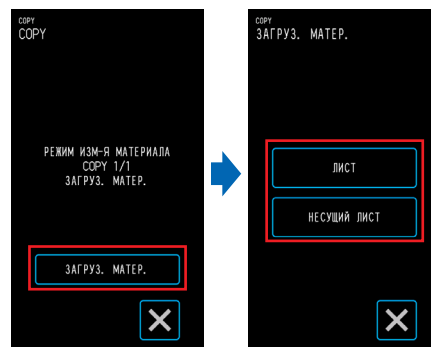 COPY
COPY
РЕЖИМ ИЗМ-Я МАТЕРИАЛА
COPY 1/1
ЗАГРУЗ. МАТЕР.
ЗАГРУЗ. МАТЕР.
COPY
ЗАГРУЗ. МАТЕР.
ЛИСТ
НЕСУЩИЙ ЛИСТ